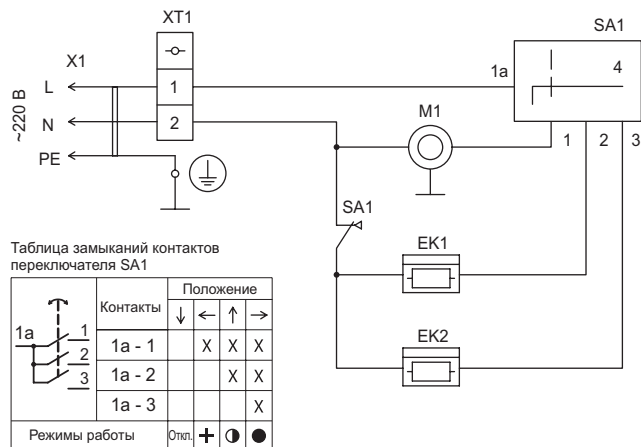 XT1
SA1
X1
1a
4
L
1
~220 В
M1
N
2
1
2
3
PE
SA1
EK1
EK2
Таблица замыканий контактов
переключателя SA1
Контакты
Положение
↓ ← ↑ →
1a
1
2
3
1a - 1 X X X
1a - 2 X X
1a - 3 X
Режимы работы Откл.